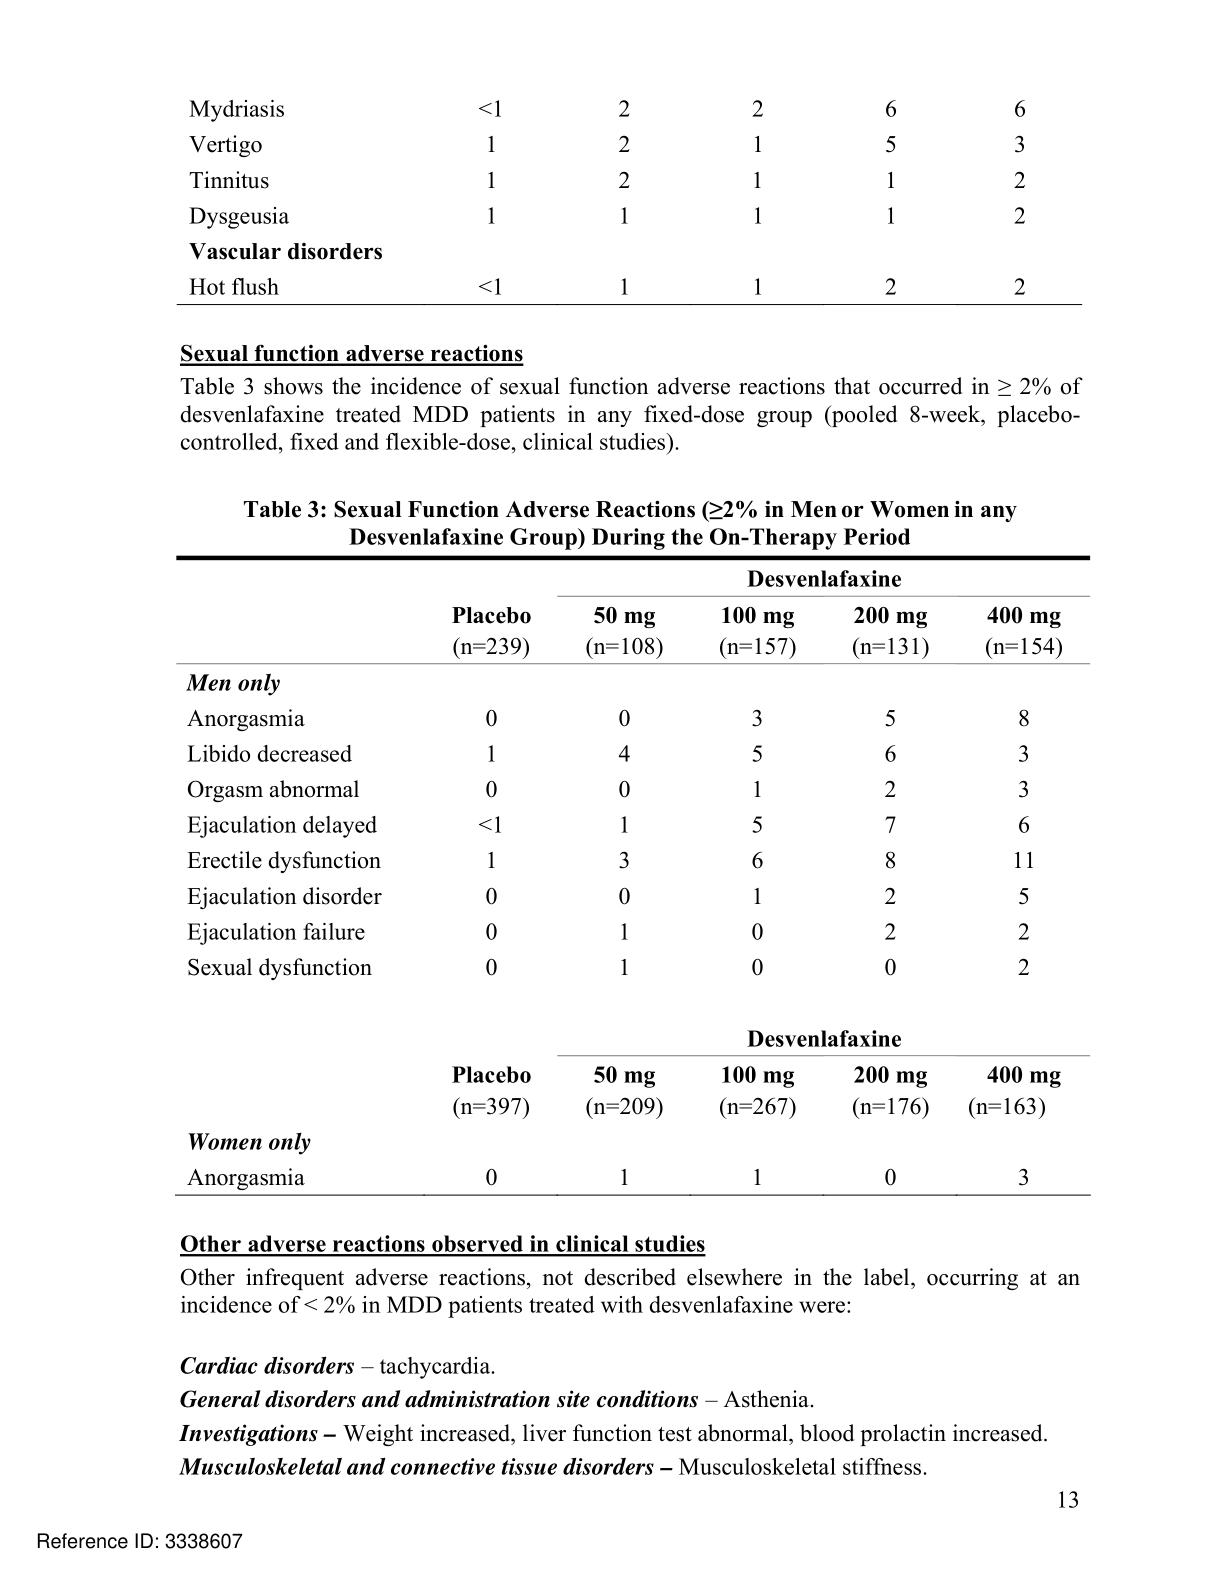 Mydriasis <1 2 2 6 6
Vertigo 1 2 1 5 3
Tinnitus 1 2 1 1 2
Dysgeusia 1 1 1 1 2
Vascular disorders
Hot flush <1 1 1 2 2
Sexual function adverse reactions
Table 3 shows the incidence of sexual function adverse reactions that occurred in ≥ 2% of
desvenlafaxine treated MDD patients in any fixed-dose group (pooled 8-week, placebo-
controlled, fixed and flexible-dose, clinical studies).
Table 3: Sexual Function Adverse Reactions (≥2% in Men or Women in any
Desvenlafaxine Group) During the On-Therapy Period
Desvenlafaxine
Placebo 50 mg 100 mg 200 mg 400 mg
(n=239) (n=108) (n=157) (n=131) (n=154)
Men only
Anorgasmia 0 0 3 5 8
Libido decreased 1 4 5 6 3
Orgasm abnormal 0 0 1 2 3
Ejaculation delayed <1 1 5 7 6
Erectile dysfunction 1 3 6 8 11
Ejaculation disorder 0 0 1 2 5
Ejaculation failure 0 1 0 2 2
Sexual dysfunction 0 1 0 0 2
Desvenlafaxine
Placebo 50 mg 100 mg 200 mg 400 mg
(n=397) (n=209) (n=267) (n=176) (n=163)
Women only
Anorgasmia 0 1 1 0 3
Other adverse reactions observed in clinical studies
Other infrequent adverse reactions, not described elsewhere in the label, occurring at an
incidence of < 2% in MDD patients treated with desvenlafaxine were:
Cardiac disorders – tachycardia.
General disorders and administration site conditions – Asthenia.
Investigations – Weight increased, liver function test abnormal, blood prolactin increased.
Musculoskeletal and connective tissue disorders – Musculoskeletal stiffness.
13
Reference ID: 3338607